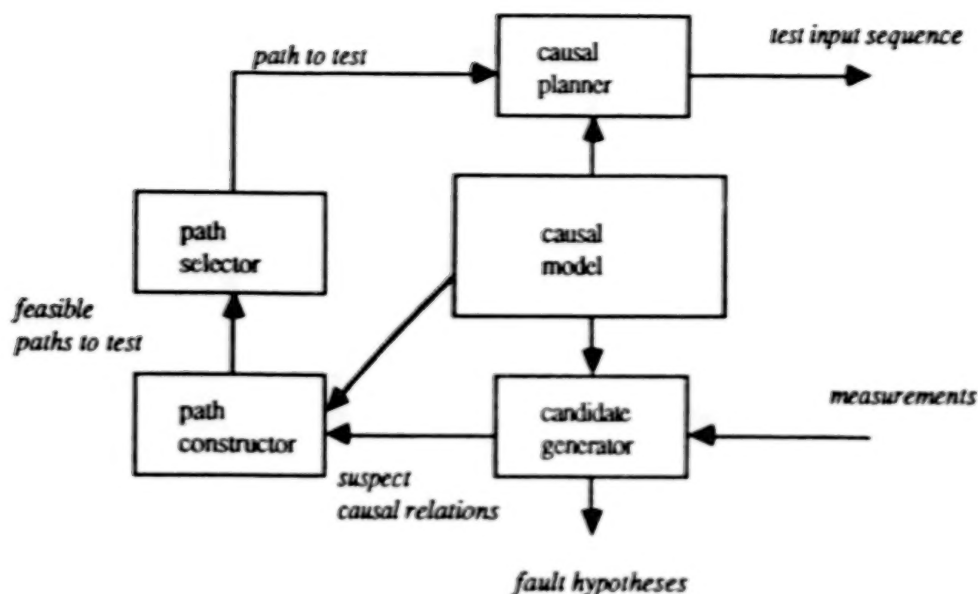 path to test
causal
planner
test input sequence
path
selector
causal
model
feasible
paths to test
path
constructor
candidate
generator
measurements
suspect
causal relations
fault hypotheses